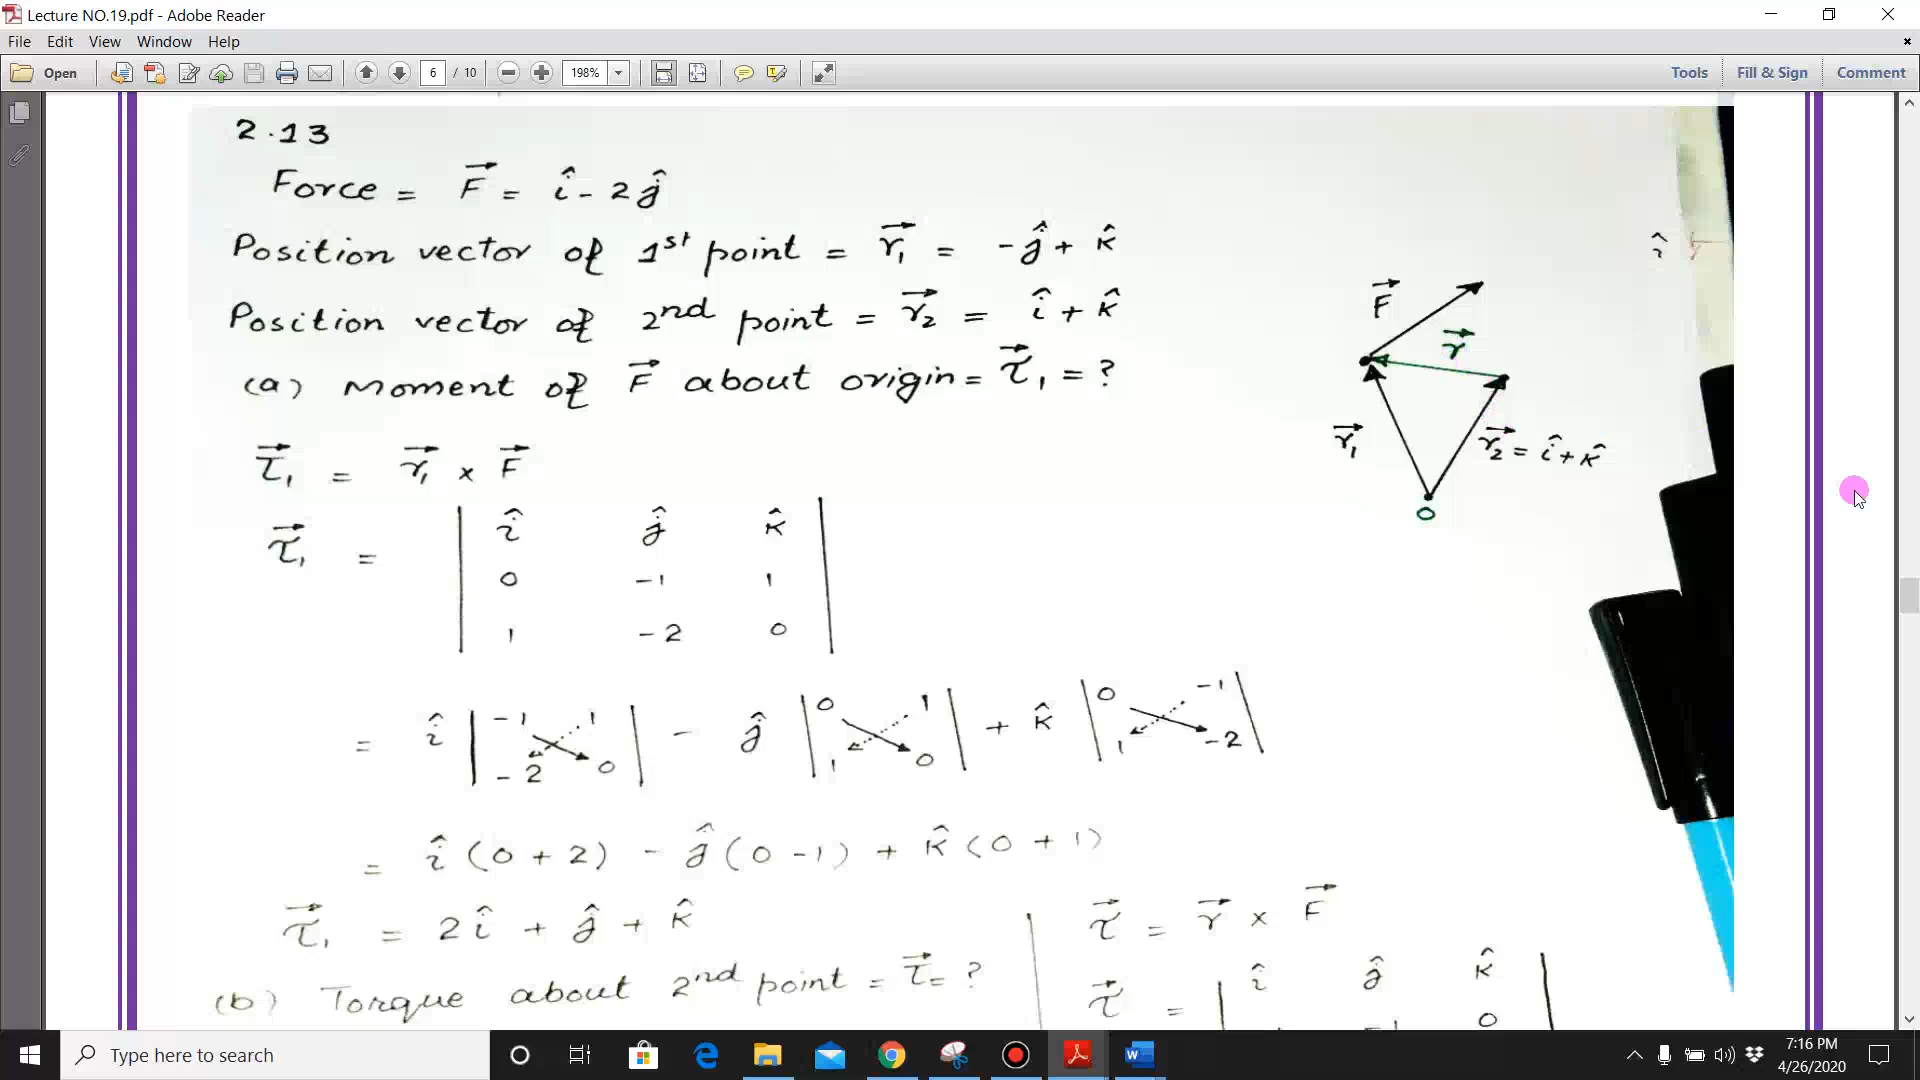 Lecture NO.19.pdf - Adobe Reader
File Edit View Window Help
Open 6 / 10 198% Tools Fill & Sign Comment
2.13
Force = F⃗ = î - 2ĵ
Position vector of 1st point = r⃗₁ = -ĵ + k̂
Position vector of 2nd point = r⃗₂ = î + k̂
(a) Moment of F⃗ about origin = τ⃗₁ = ?
î
F⃗
r⃗
r⃗₁
r⃗₂ = î + k̂
O
τ⃗₁ = r⃗₁ × F⃗
τ⃗₁ = | î ĵ k̂ |
0 -1 1
1 -2 0
= î | -1 1 | - ĵ | 0 1 | + k̂ | 0 -1 |
-2 0 1 0 1 -2
= î (0 + 2) - ĵ (0 - 1) + k̂ (0 + 1)
τ⃗₁ = 2î + ĵ + k̂
(b) Torque about 2nd point = τ⃗ = ?
τ⃗ = r⃗ × F⃗
τ⃗ = | î ĵ k̂ |
-1 0
Type here to search
7:16 PM
4/26/2020